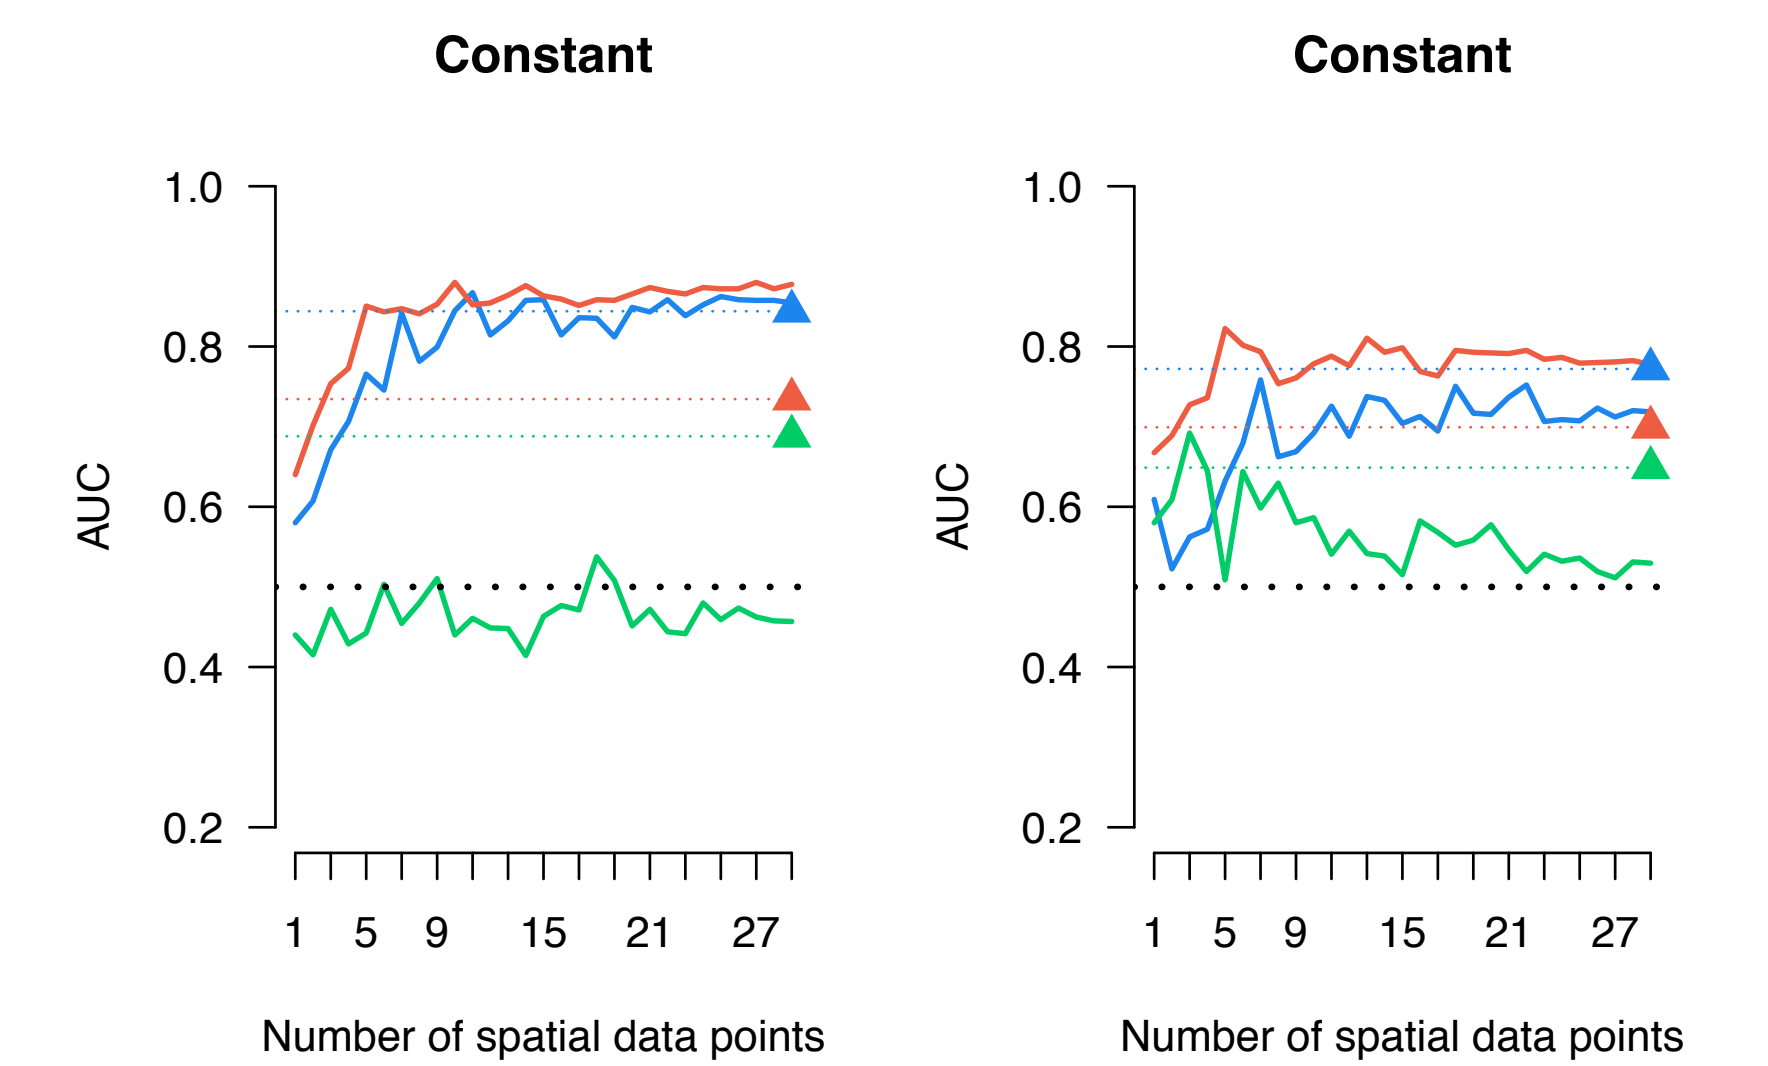 Constant
1.0
0.8
0.6
0.4
0.2
AUC
1 5 9 15 21 27
Number of spatial data points
Constant
1.0
0.8
0.6
0.4
0.2
AUC
1 5 9 15 21 27
Number of spatial data points